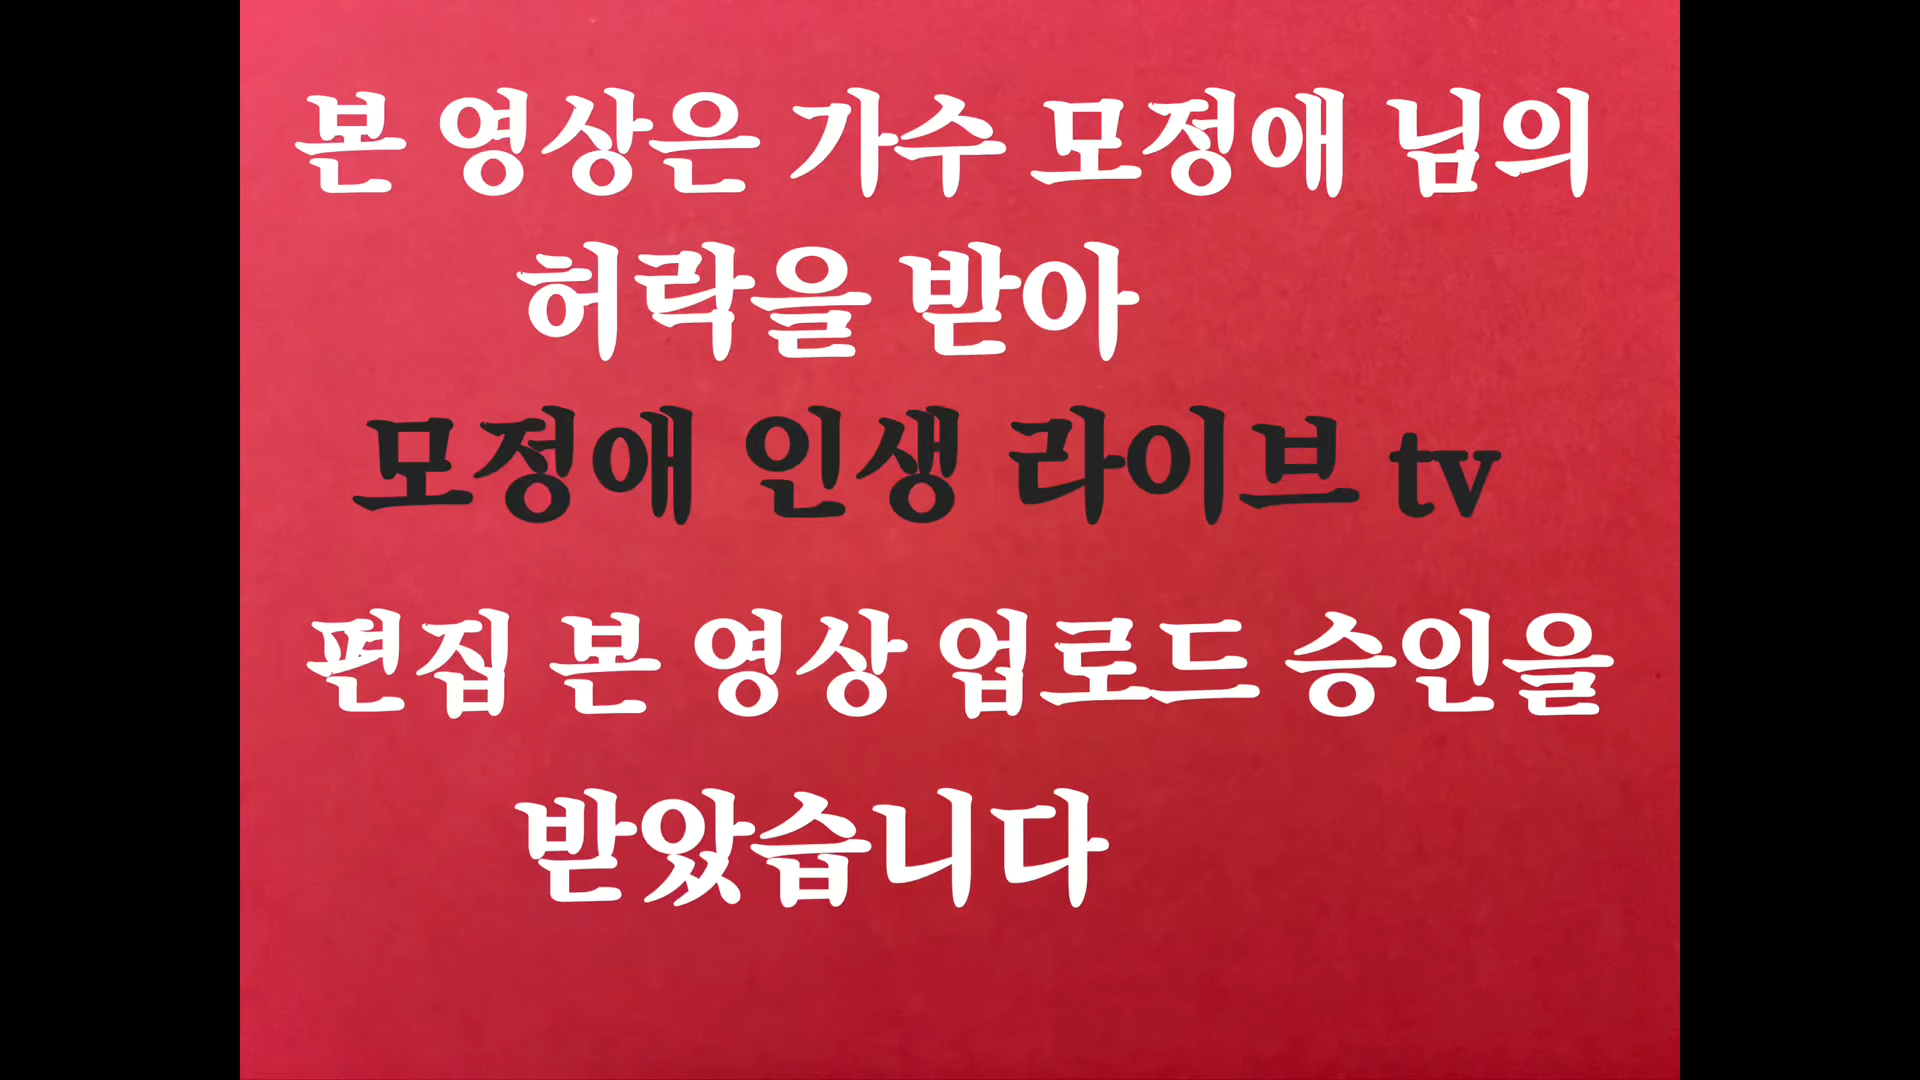 본 영상은 가수 모정애 님의
허락을 받아
모정애 인생 라이브 tv
편집 본 영상 업로드 승인을
받았습니다